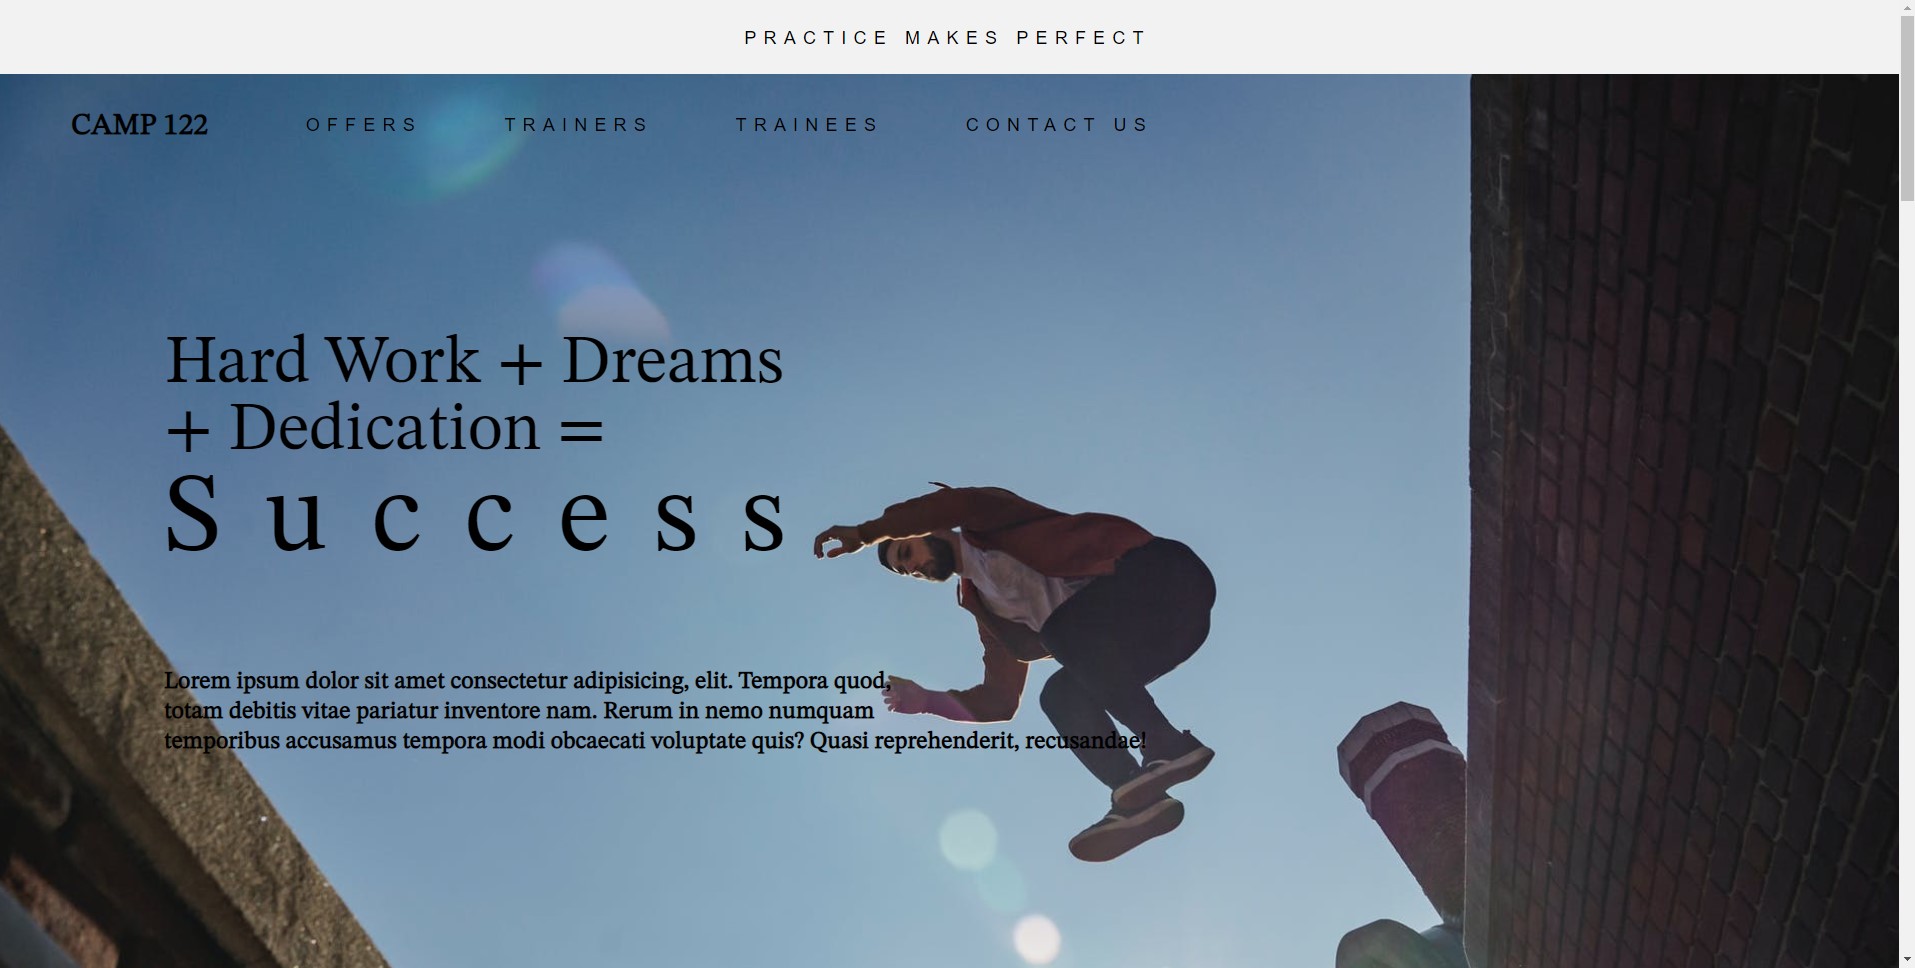 PRACTICE MAKES PERFECT
CAMP 122 OFFERS TRAINERS TRAINEES CONTACT US
Hard Work + Dreams
+ Dedication =
Success
Lorem ipsum dolor sit amet consectetur adipisicing, elit. Tempora quod,
totam debitis vitae pariatur inventore nam. Rerum in nemo numquam
temporibus accusamus tempora modi obcaecati voluptate quis? Quasi reprehenderit, recusandae!